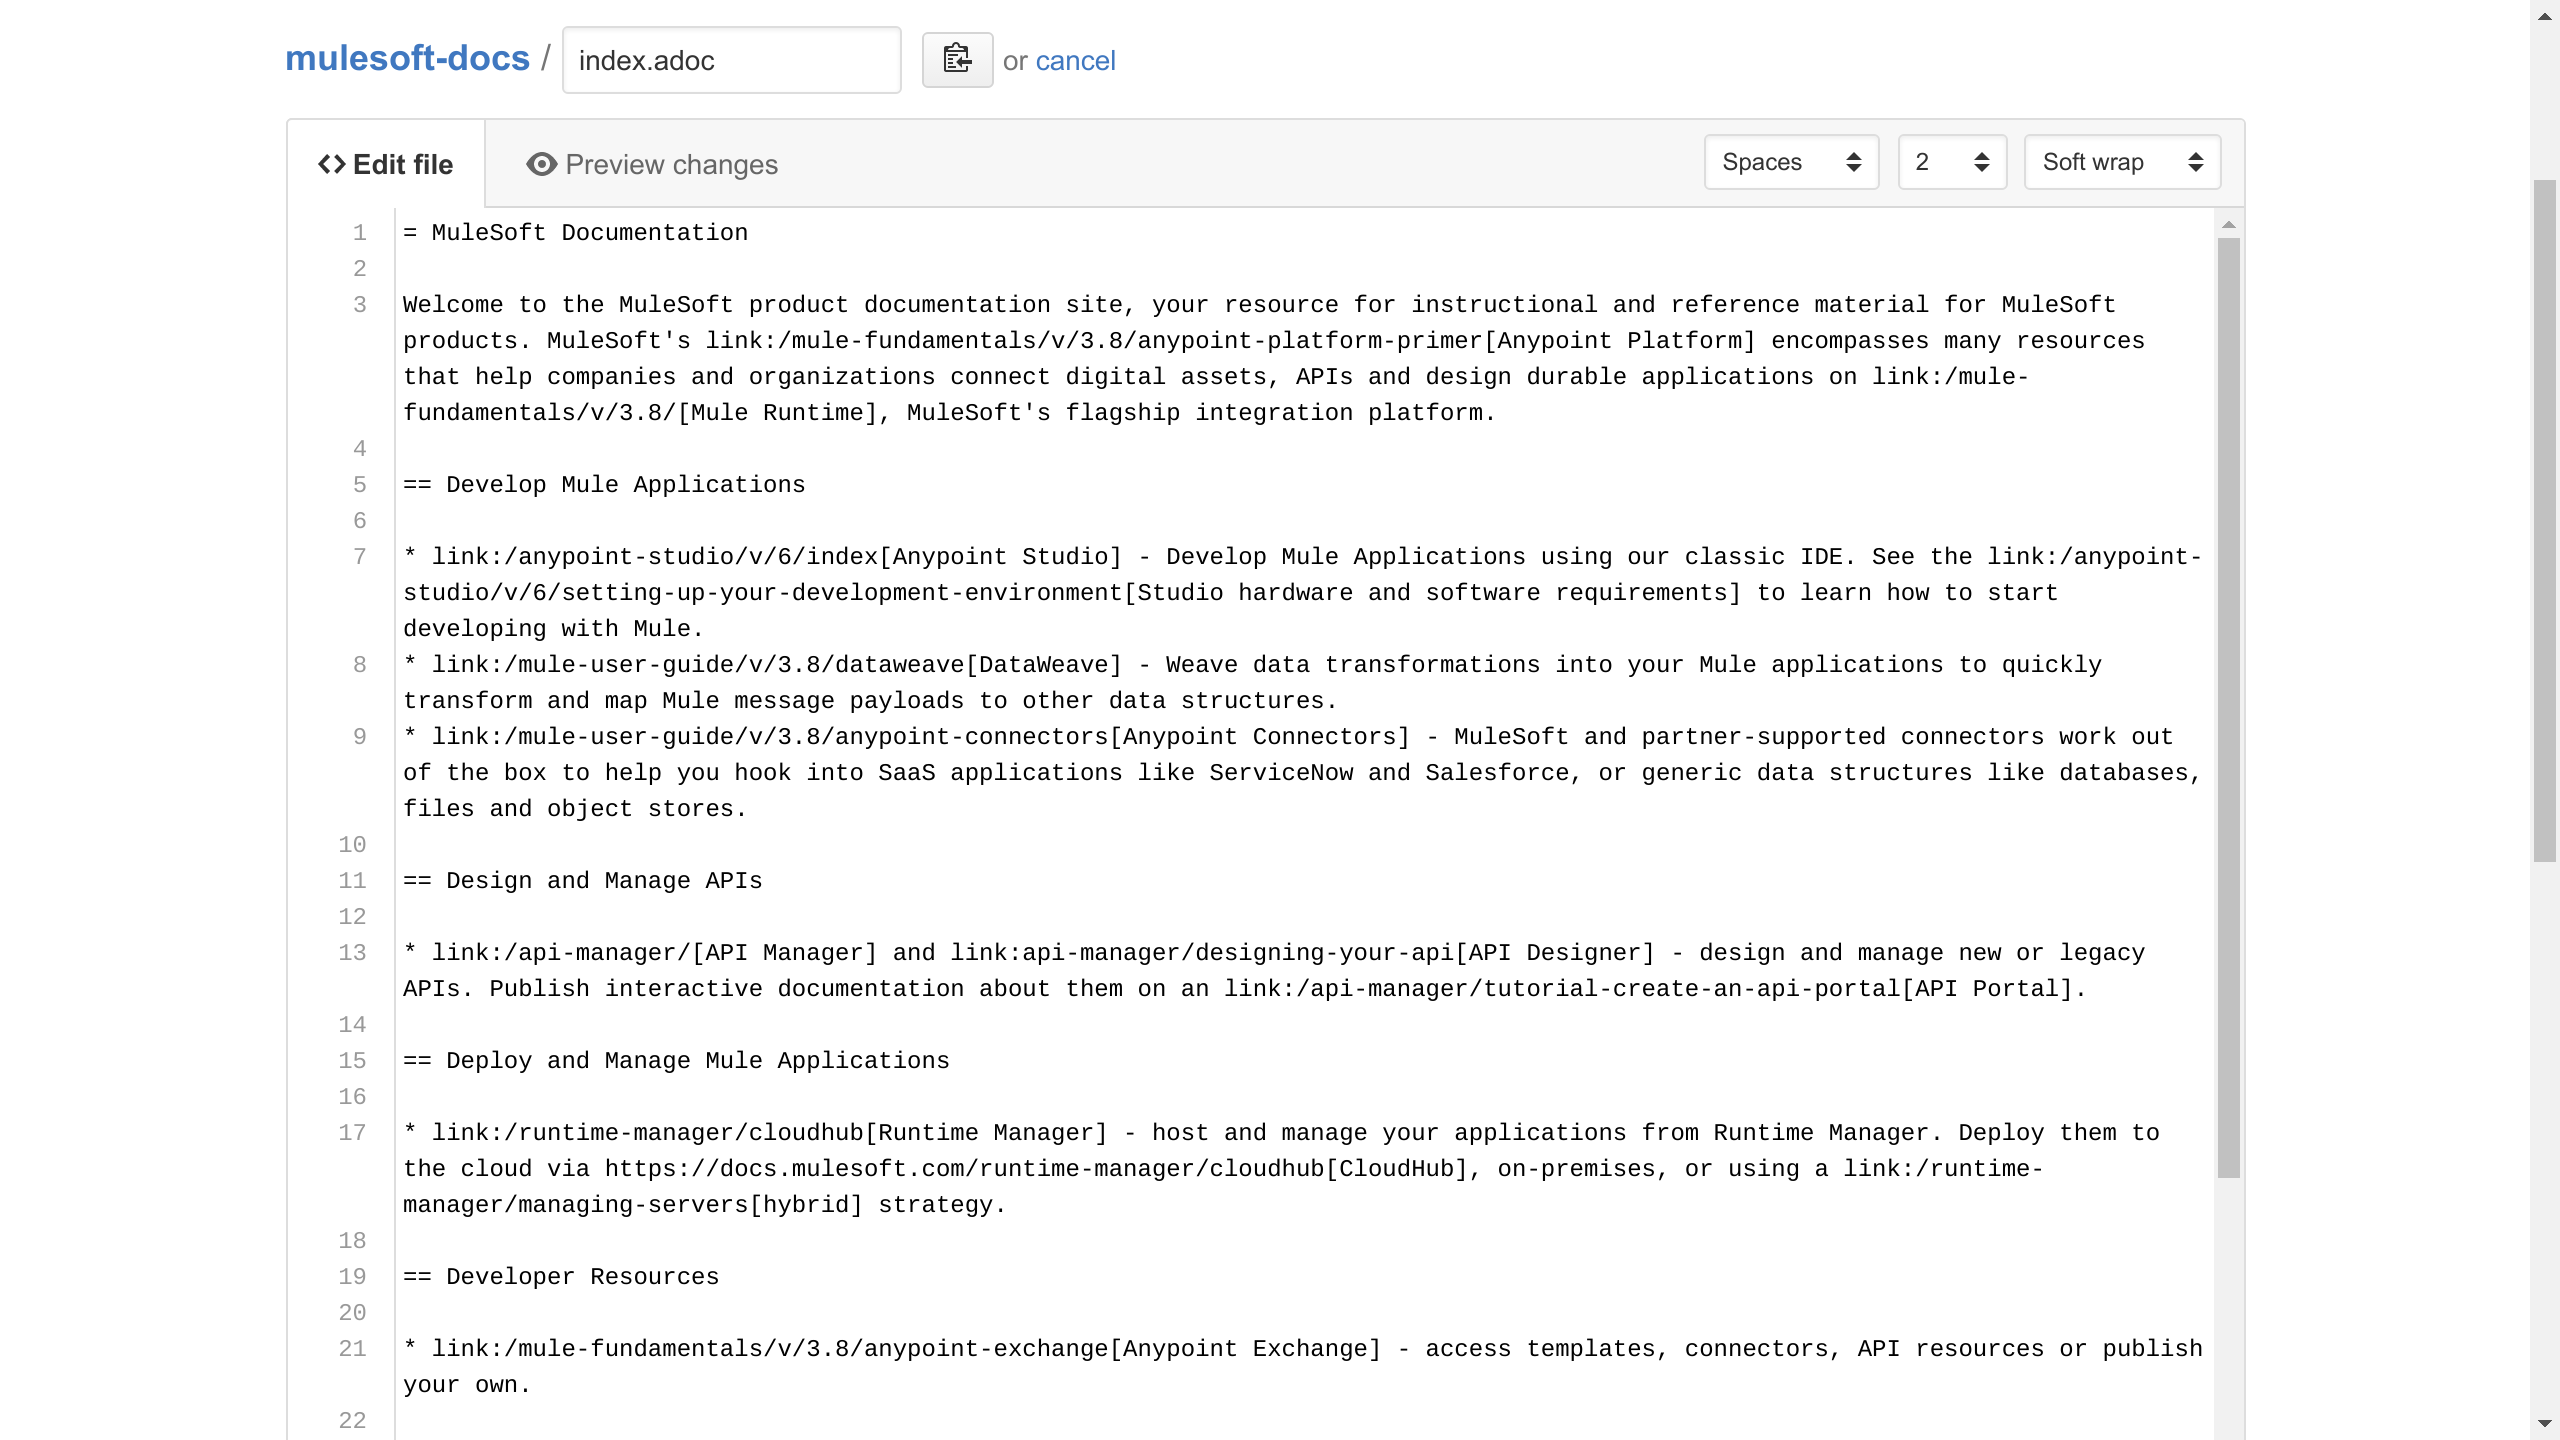 mulesoft-docs / index.adoc or cancel
<> Edit file Preview changes Spaces 2 Soft wrap
1 = MuleSoft Documentation
2
3 Welcome to the MuleSoft product documentation site, your resource for instructional and reference material for MuleSoft
products. MuleSoft's link:/mule-fundamentals/v/3.8/anypoint-platform-primer[Anypoint Platform] encompasses many resources
that help companies and organizations connect digital assets, APIs and design durable applications on link:/mule-
fundamentals/v/3.8/[Mule Runtime], MuleSoft's flagship integration platform.
4
5 == Develop Mule Applications
6
7 * link:/anypoint-studio/v/6/index[Anypoint Studio] - Develop Mule Applications using our classic IDE. See the link:/anypoint-
studio/v/6/setting-up-your-development-environment[Studio hardware and software requirements] to learn how to start
developing with Mule.
8 * link:/mule-user-guide/v/3.8/dataweave[DataWeave] - Weave data transformations into your Mule applications to quickly
transform and map Mule message payloads to other data structures.
9 * link:/mule-user-guide/v/3.8/anypoint-connectors[Anypoint Connectors] - MuleSoft and partner-supported connectors work out
of the box to help you hook into SaaS applications like ServiceNow and Salesforce, or generic data structures like databases,
files and object stores.
10
11 == Design and Manage APIs
12
13 * link:/api-manager/[API Manager] and link:api-manager/designing-your-api[API Designer] - design and manage new or legacy
APIs. Publish interactive documentation about them on an link:/api-manager/tutorial-create-an-api-portal[API Portal].
14
15 == Deploy and Manage Mule Applications
16
17 * link:/runtime-manager/cloudhub[Runtime Manager] - host and manage your applications from Runtime Manager. Deploy them to
the cloud via https://docs.mulesoft.com/runtime-manager/cloudhub[CloudHub], on-premises, or using a link:/runtime-
manager/managing-servers[hybrid] strategy.
18
19 == Developer Resources
20
21 * link:/mule-fundamentals/v/3.8/anypoint-exchange[Anypoint Exchange] - access templates, connectors, API resources or publish
your own.
22